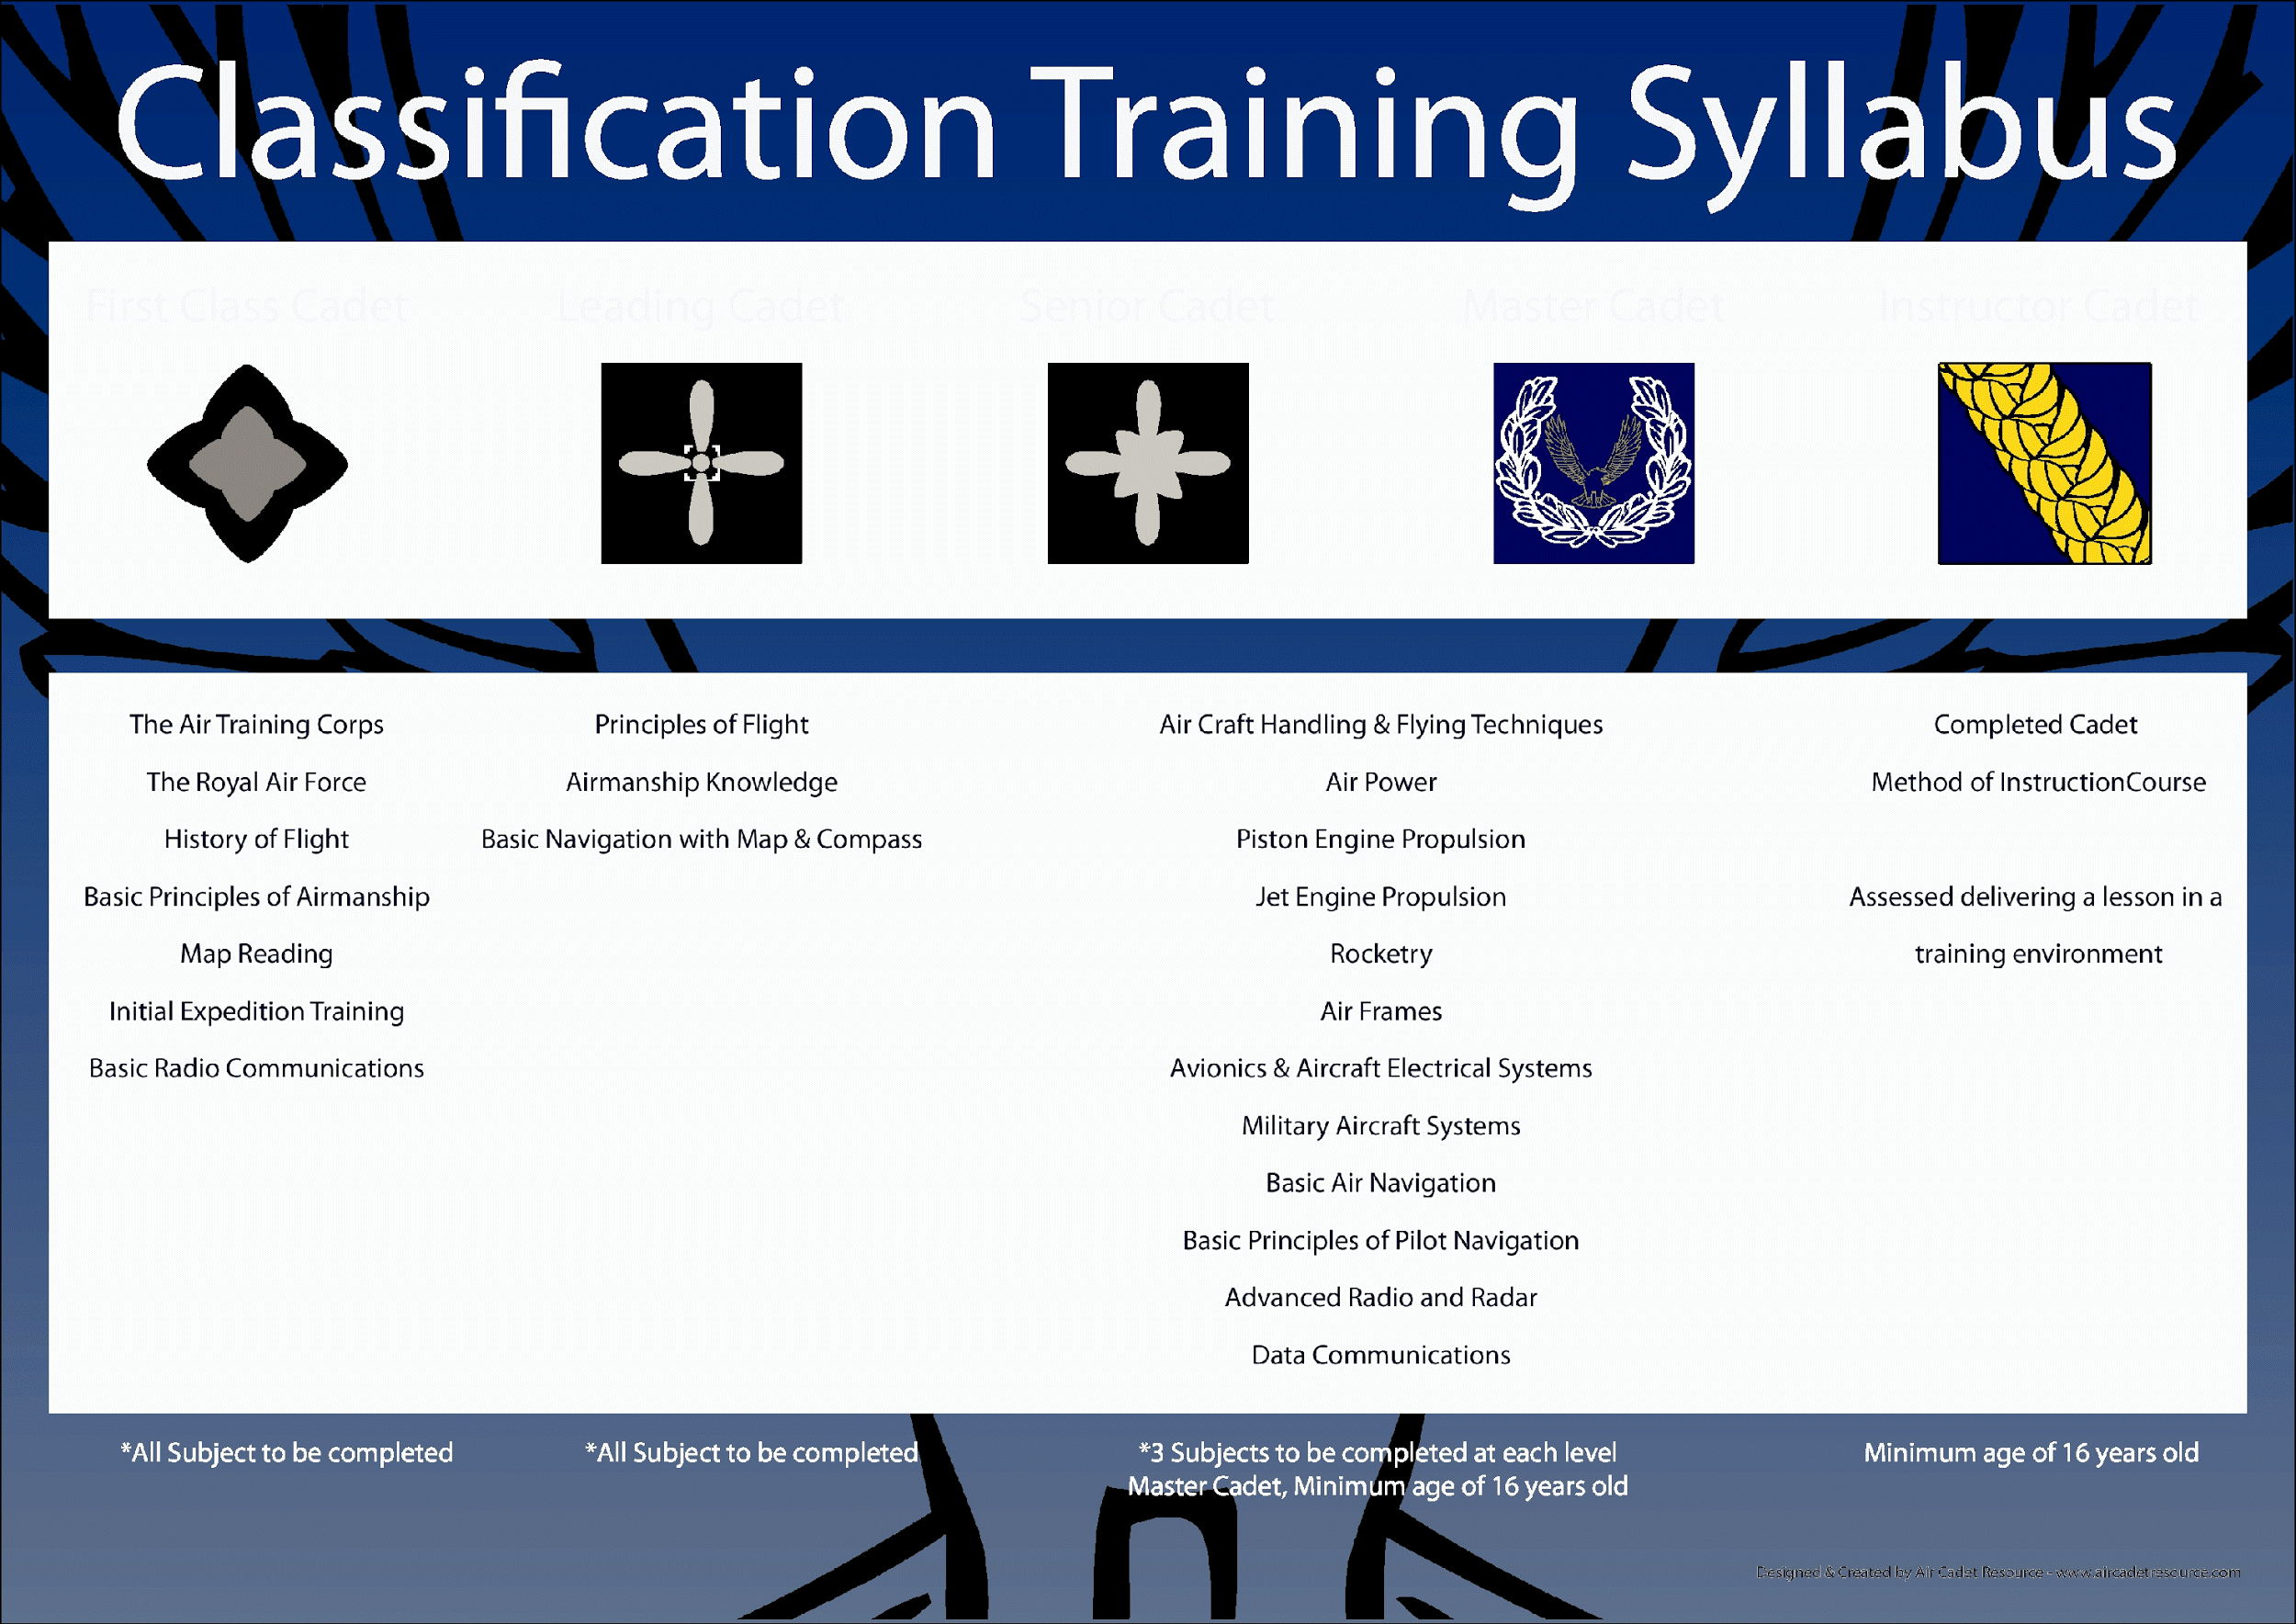 Classification Training Syllabus
First Class Cadet
Leading Cadet
Senior Cadet
Master Cadet
Instructor Cadet
The Air Training Corps
The Royal Air Force
History of Flight
Basic Principles of Airmanship
Map Reading
Initial Expedition Training
Basic Radio Communications
Principles of Flight
Airmanship Knowledge
Basic Navigation with Map & Compass
Air Craft Handling & Flying Techniques
Air Power
Piston Engine Propulsion
Jet Engine Propulsion
Rocketry
Air Frames
Avionics & Aircraft Electrical Systems
Military Aircraft Systems
Basic Air Navigation
Basic Principles of Pilot Navigation
Advanced Radio and Radar
Data Communications
Completed Cadet
Method of InstructionCourse
Assessed delivering a lesson in a
training environment
*All Subject to be completed
*All Subject to be completed
*3 Subjects to be completed at each level
Master Cadet, Minimum age of 16 years old
Minimum age of 16 years old
Designed & Created by Air Cadet Resource - www.aircadetresource.com